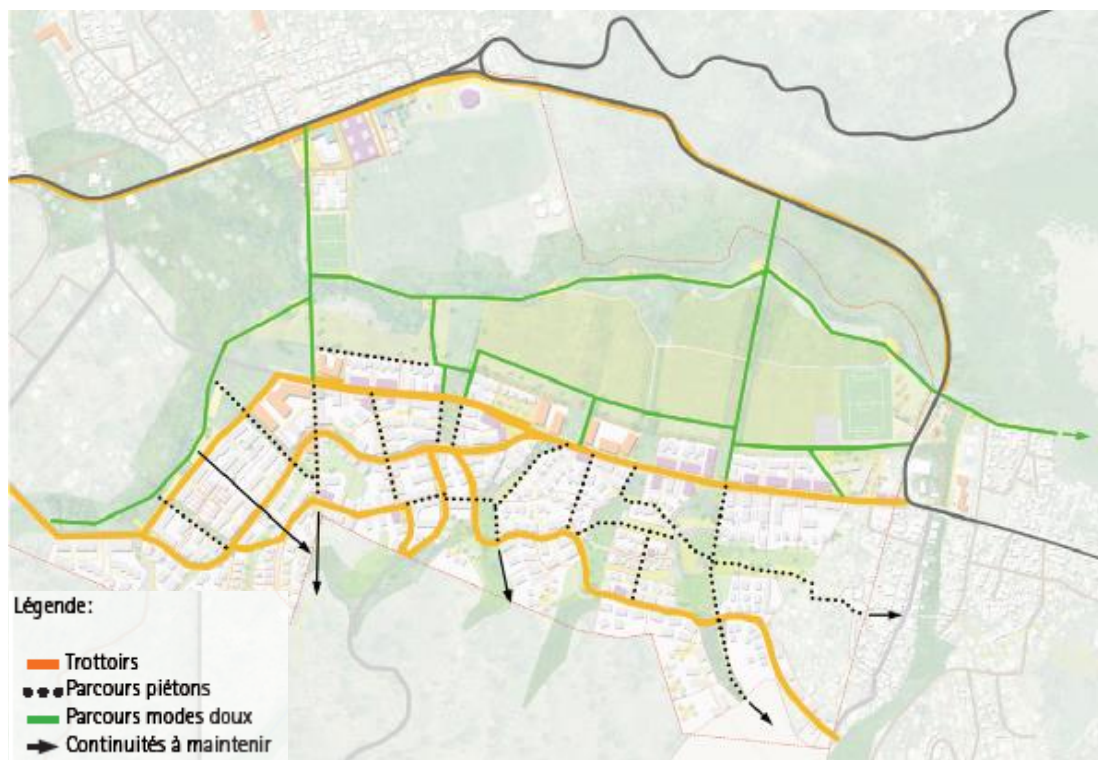 Légende:
Trottoirs
Parcours piétons
Parcours modes doux
Continuités à maintenir